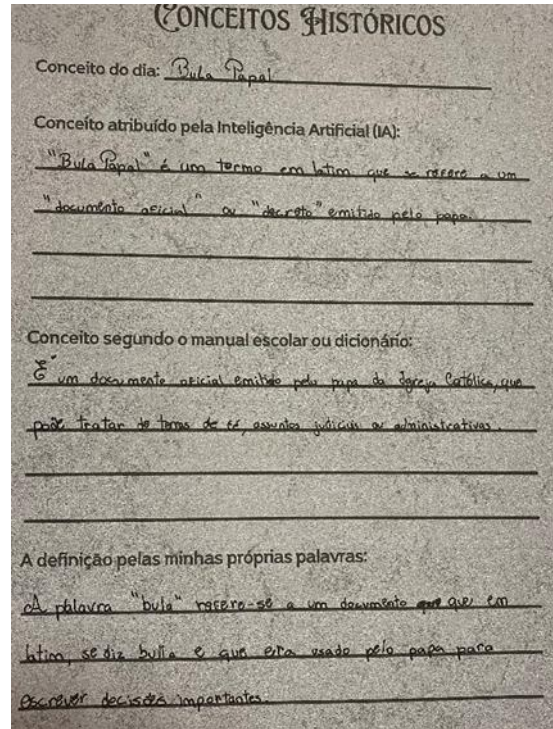 CONCEITOS HISTÓRICOS
Conceito do dia: Bula Papal
Conceito atribuído pela Inteligência Artificial (IA):
"Bula Papal" é um termo em latim que se refere a um
"documento oficial" ou "decreto" emitido pelo papa.
Conceito segundo o manual escolar ou dicionário:
É um documento oficial emitido pelo papa da Igreja Católica, que
pode tratar de temas de fé, assuntos judiciais ou administrativas.
A definição pelas minhas próprias palavras:
A palavra "bula" refere-se a um documento que, em
latim, se diz bulla e que era usado pelo papa para
escrever decisões importantes.